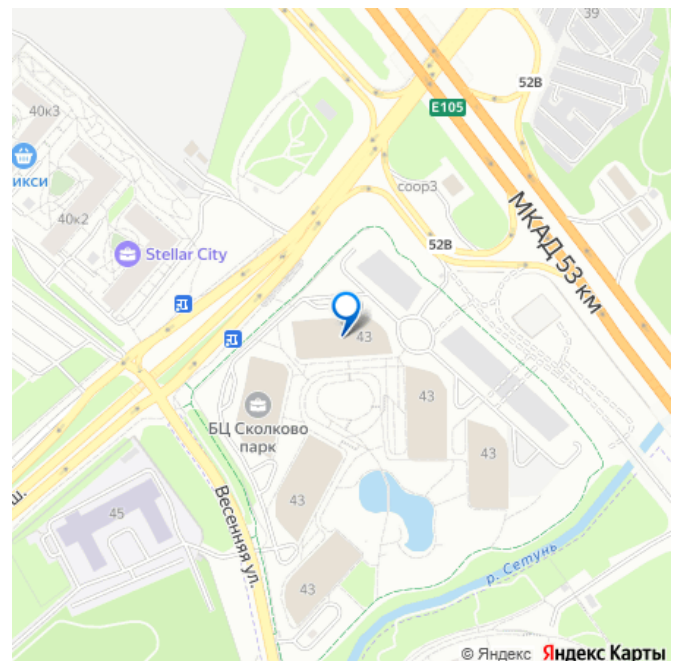 39
52В
40к3
E105
икси
соор3
40к2
МКАД 53 км
Stellar City
52В
43
43
БЦ Сколково
парк
43
43
ш.
45
Весенняя ул.
р. Сетунь
43
© Яндекс Яндекс Карты